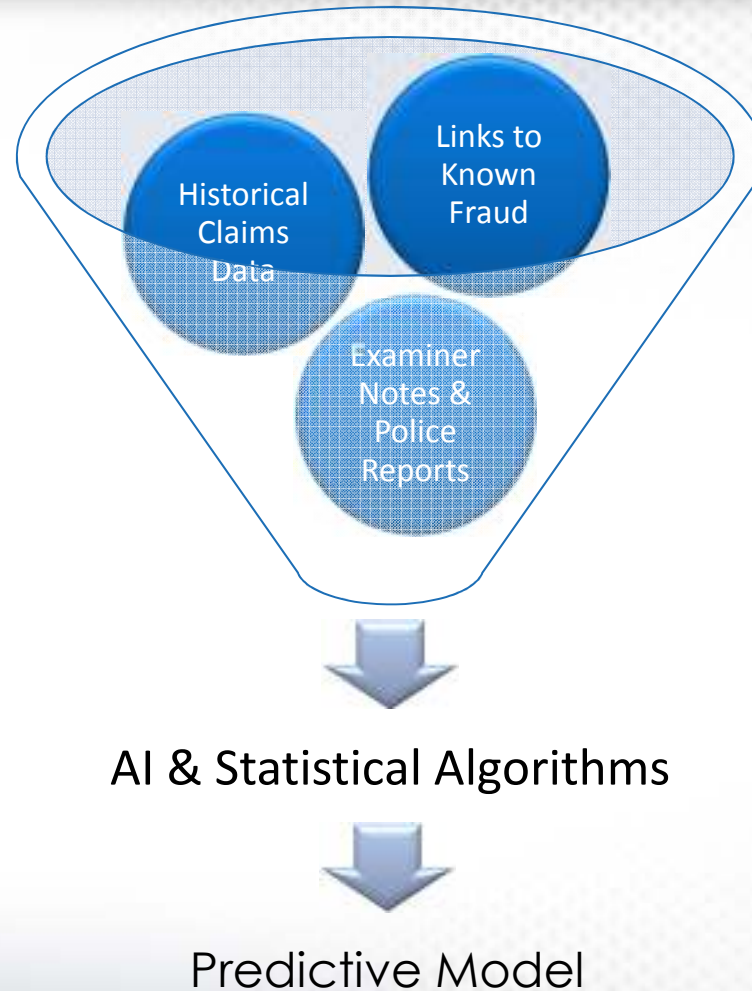 Links to
Known
Fraud
Historical
Claims
Data
Examiner
Notes &
Police
Reports
AI & Statistical Algorithms
Predictive Model